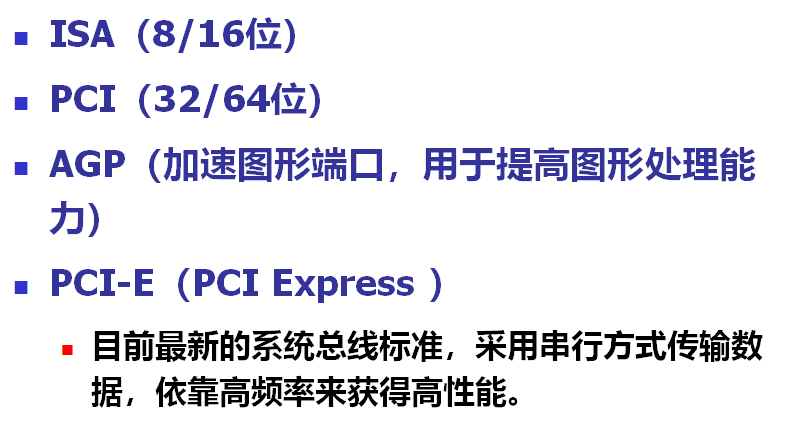 ISA（8/16位）
PCI（32/64位）
AGP（加速图形端口，用于提高图形处理能
力）
PCI-E（PCI Express ）
目前最新的系统总线标准，采用串行方式传输数
据，依靠高频率来获得高性能。